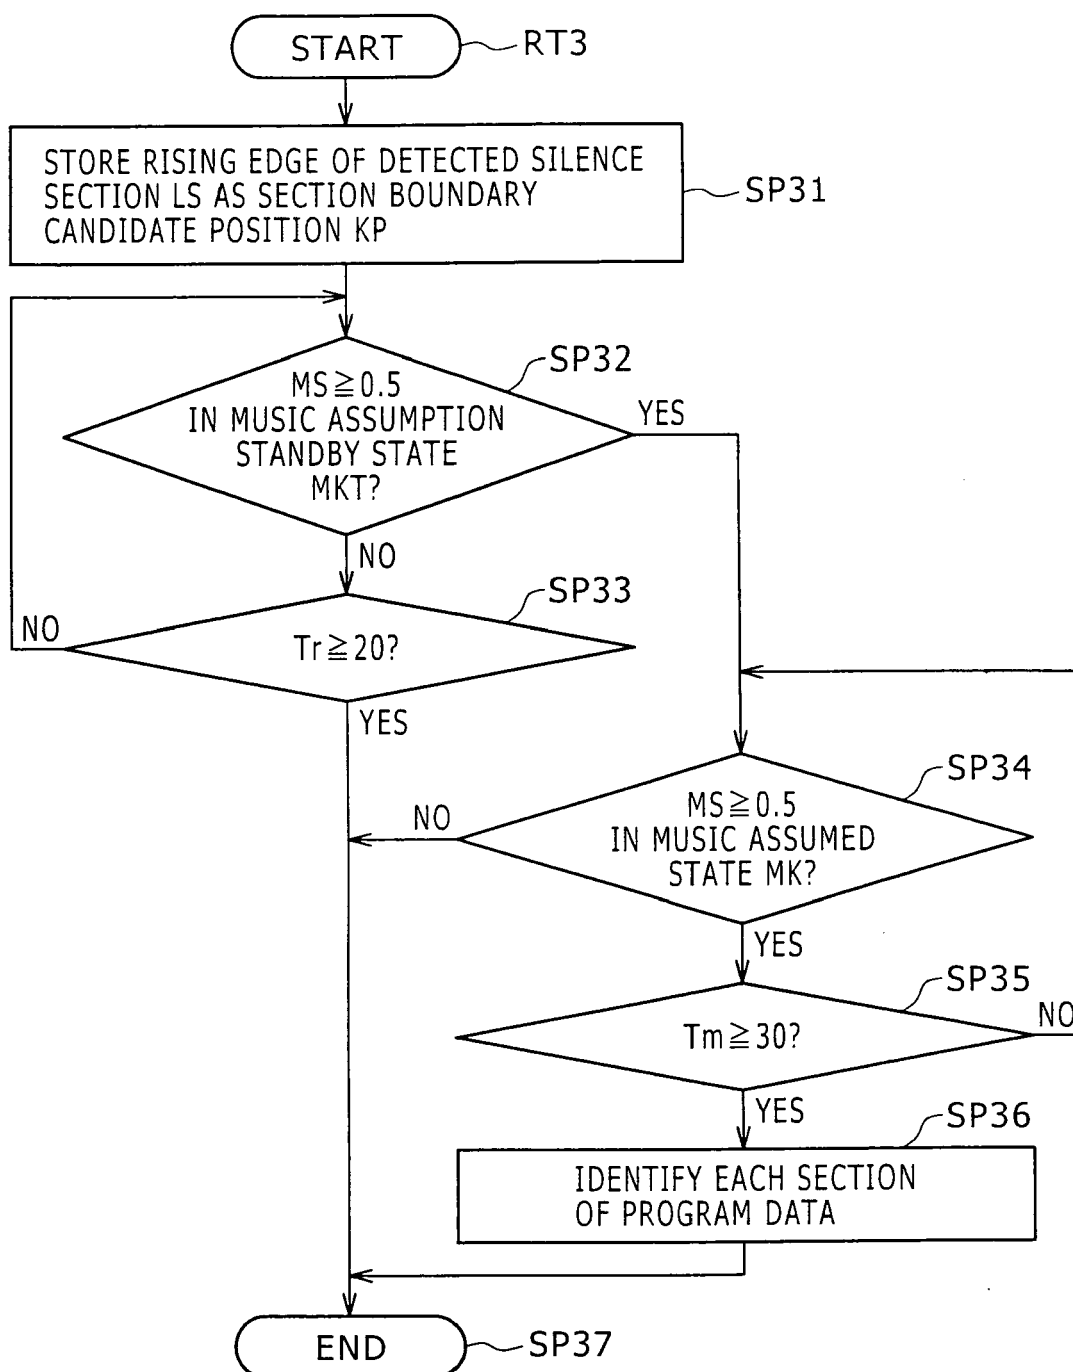 START
RT3
STORE RISING EDGE OF DETECTED SILENCE
SECTION LS AS SECTION BOUNDARY
CANDIDATE POSITION KP
SP31
SP32
MS≧0.5
IN MUSIC ASSUMPTION
STANDBY STATE
MKT?
YES
NO
SP33
NO
Tr≧20?
YES
SP34
MS≧0.5
IN MUSIC ASSUMED
STATE MK?
NO
YES
SP35
Tm≧30?
NO
YES
SP36
IDENTIFY EACH SECTION
OF PROGRAM DATA
END
SP37